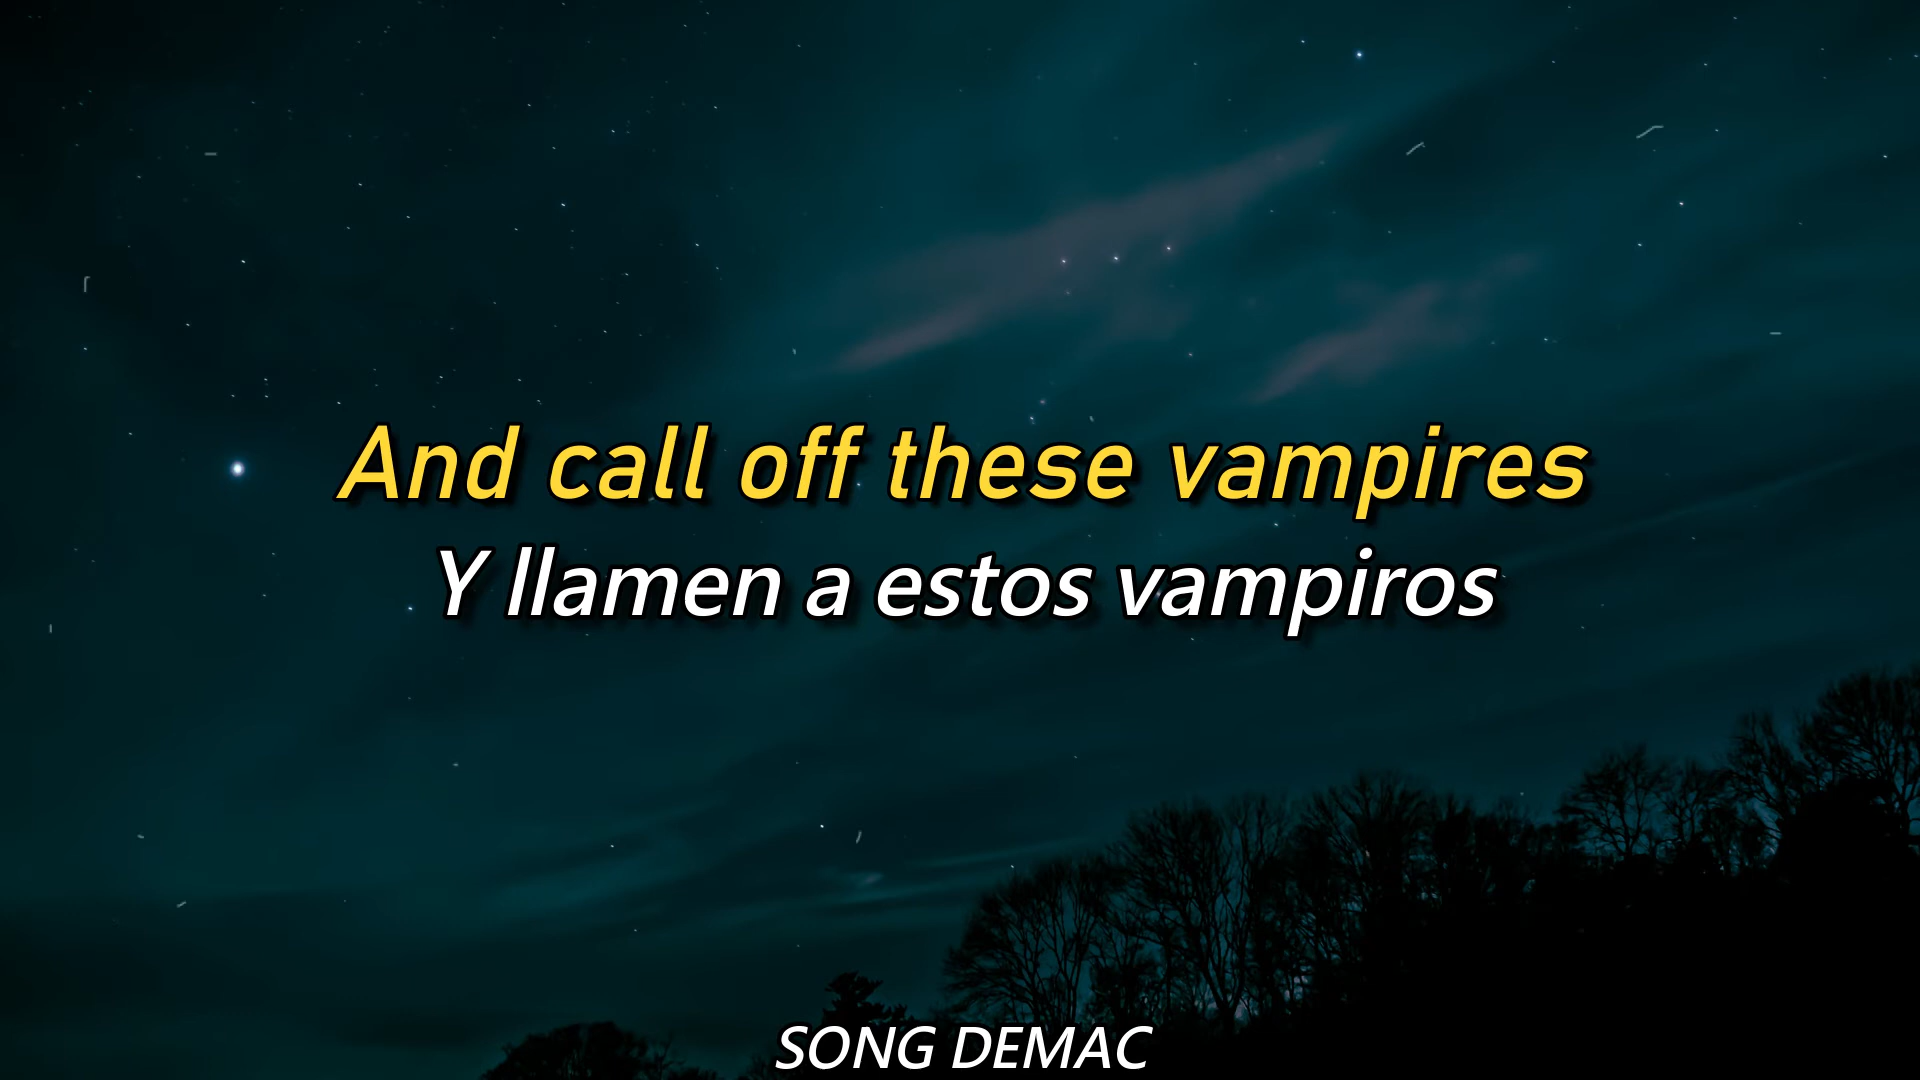 And call off these vampires
Y llamen a estos vampiros
SONG DEMAC